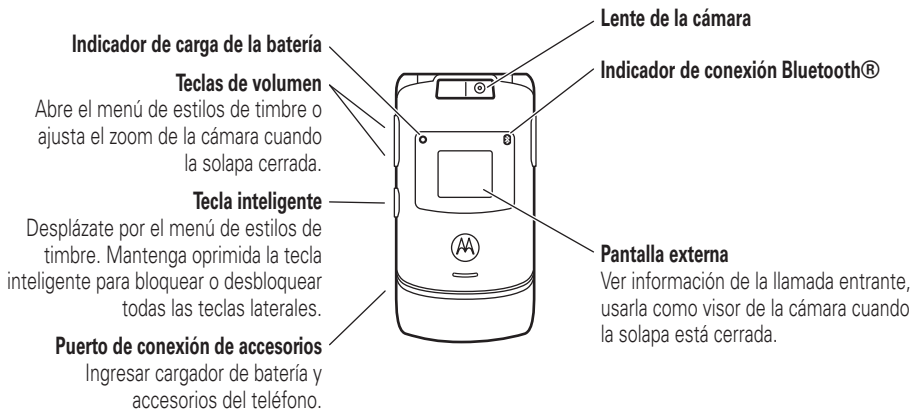 Indicador de carga de la batería
Teclas de volumen
Abre el menú de estilos de timbre o
ajusta el zoom de la cámara cuando
la solapa cerrada.
Tecla inteligente
Desplázate por el menú de estilos de
timbre. Mantenga oprimida la tecla
inteligente para bloquear o desbloquear
todas las teclas laterales.
Puerto de conexión de accesorios
Ingresar cargador de batería y
accesorios del teléfono.
Lente de la cámara
Indicador de conexión Bluetooth®
Pantalla externa
Ver información de la llamada entrante,
usarla como visor de la cámara cuando
la solapa está cerrada.